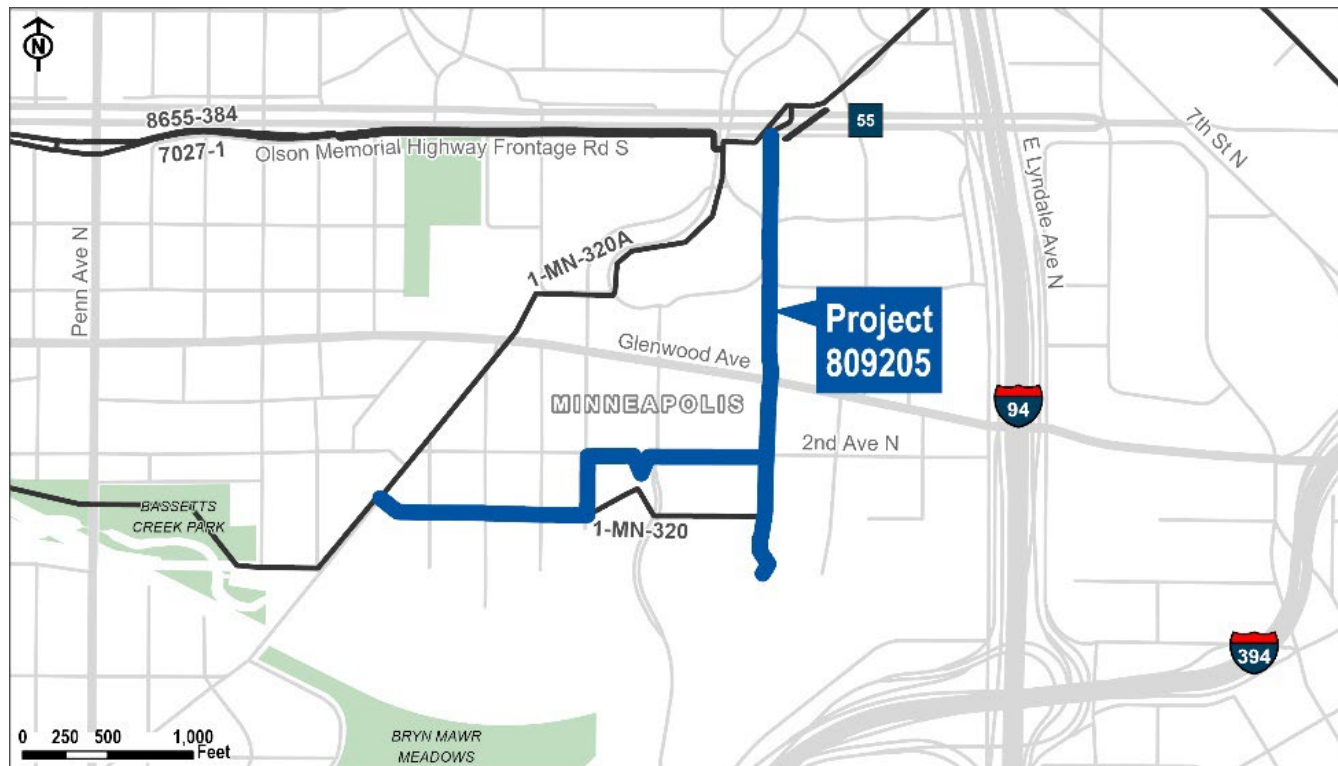 N
8655-384
7027-1
Olson Memorial Highway Frontage Rd S
55
7th St N
E Lyndale Ave N
Penn Ave N
1-MN-320A
Project
809205
Glenwood Ave
MINNEAPOLIS
94
2nd Ave N
BASSETTS
CREEK PARK
1-MN-320
394
BRYN MAWR
MEADOWS
0 250 500 1,000
Feet